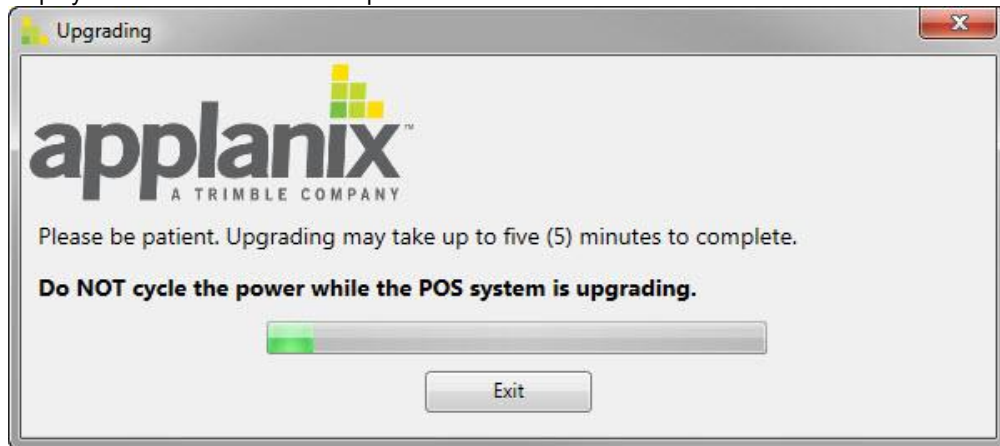 Upgrading
applanix™
A TRIMBLE COMPANY
Please be patient. Upgrading may take up to five (5) minutes to complete.
Do NOT cycle the power while the POS system is upgrading.
Exit